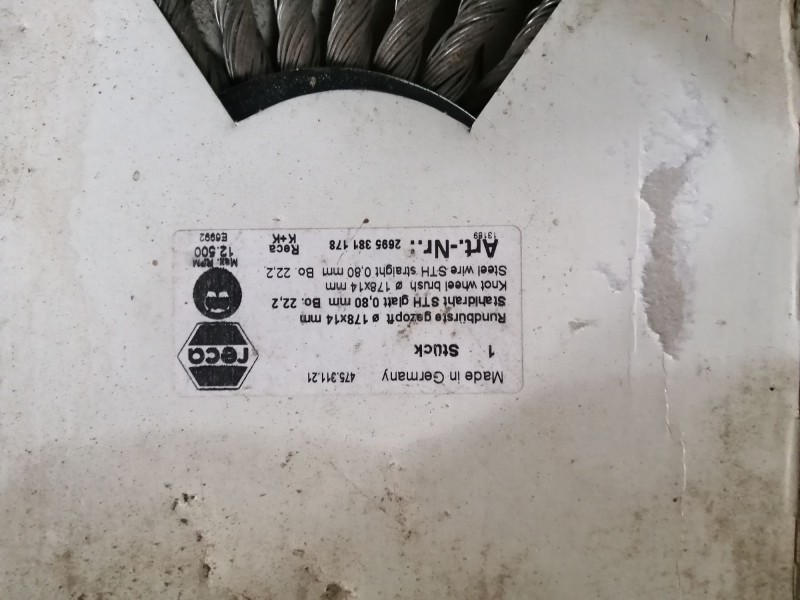 Made in Germany 475.311.21
1 Stück
reca
Rundbürste gezopft ø 178x14 mm
Stahldraht STH glatt 0,80 mm Bo. 22,2
Knot wheel brush ø 178x14 mm
Steel wire STH straight 0,80 mm Bo. 22,2
Max. RPM
12.500
Art.-Nr.: 2695 381 178
Reca
K+K
13189
E6992